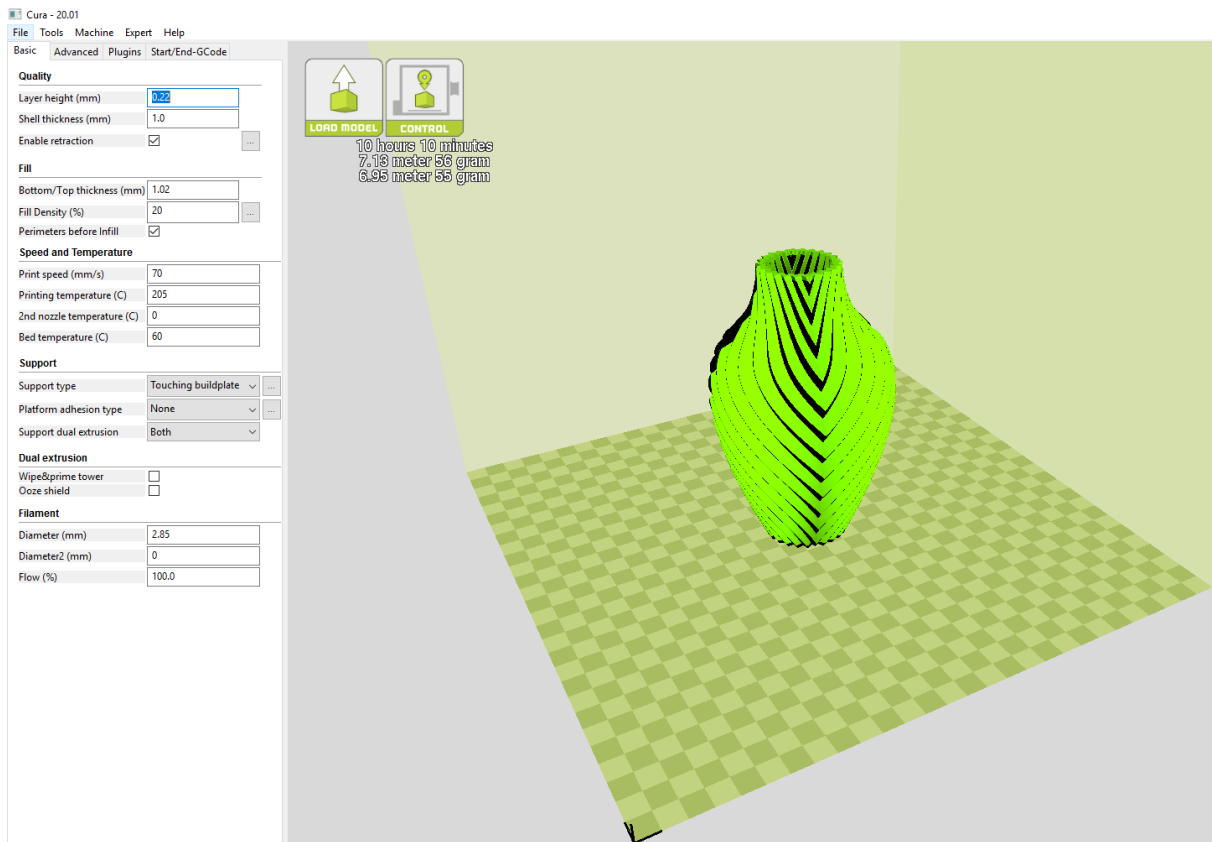 Cura - 20.01
File Tools Machine Expert Help
Basic Advanced Plugins Start/End-GCode
Quality
Layer height (mm) 0.22
Shell thickness (mm) 1.0
Enable retraction ...
Fill
Bottom/Top thickness (mm) 1.02
Fill Density (%) 20 ...
Perimeters before Infill
Speed and Temperature
Print speed (mm/s) 70
Printing temperature (C) 205
2nd nozzle temperature (C) 0
Bed temperature (C) 60
Support
Support type Touching buildplate ...
Platform adhesion type None ...
Support dual extrusion Both
Dual extrusion
Wipe&prime tower
Ooze shield
Filament
Diameter (mm) 2.85
Diameter2 (mm) 0
Flow (%) 100.0
LOAD MODEL CONTROL
10 hours 10 minutes
7.13 meter 56 gram
6.95 meter 55 gram